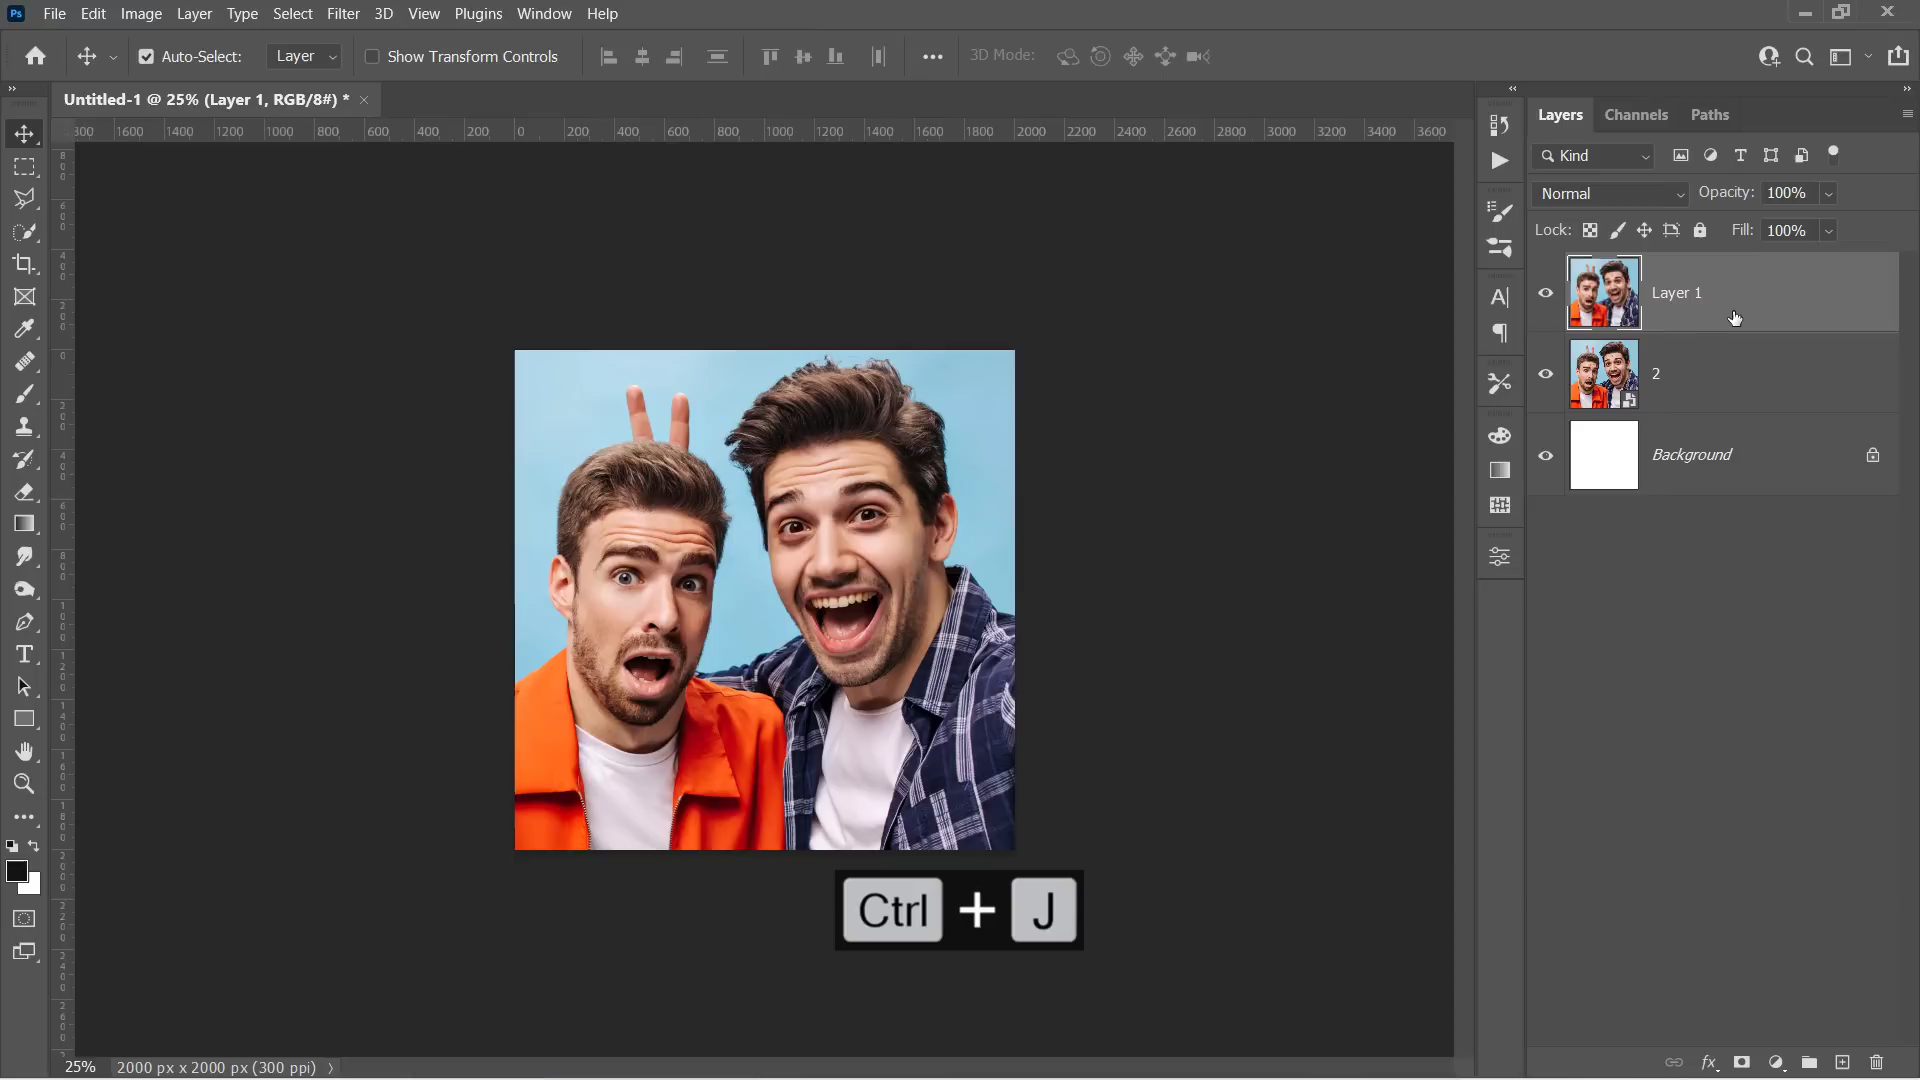 Ps File Edit Image Layer Type Select Filter 3D View Plugins Window Help
Auto-Select: Layer Show Transform Controls 3D Mode:
Untitled-1 @ 25% (Layer 1, RGB/8#) *
1600 1400 1200 1000 800 600 400 200 0 200 400 600 800 1000 1200 1400 1600 1800 2000 2200 2400 2600 2800 3000 3200 3400 3600
Layers Channels Paths
Kind
Normal Opacity: 100%
Lock: Fill: 100%
Layer 1
2
Background
Ctrl + J
25% 2000 px x 2000 px (300 ppi)